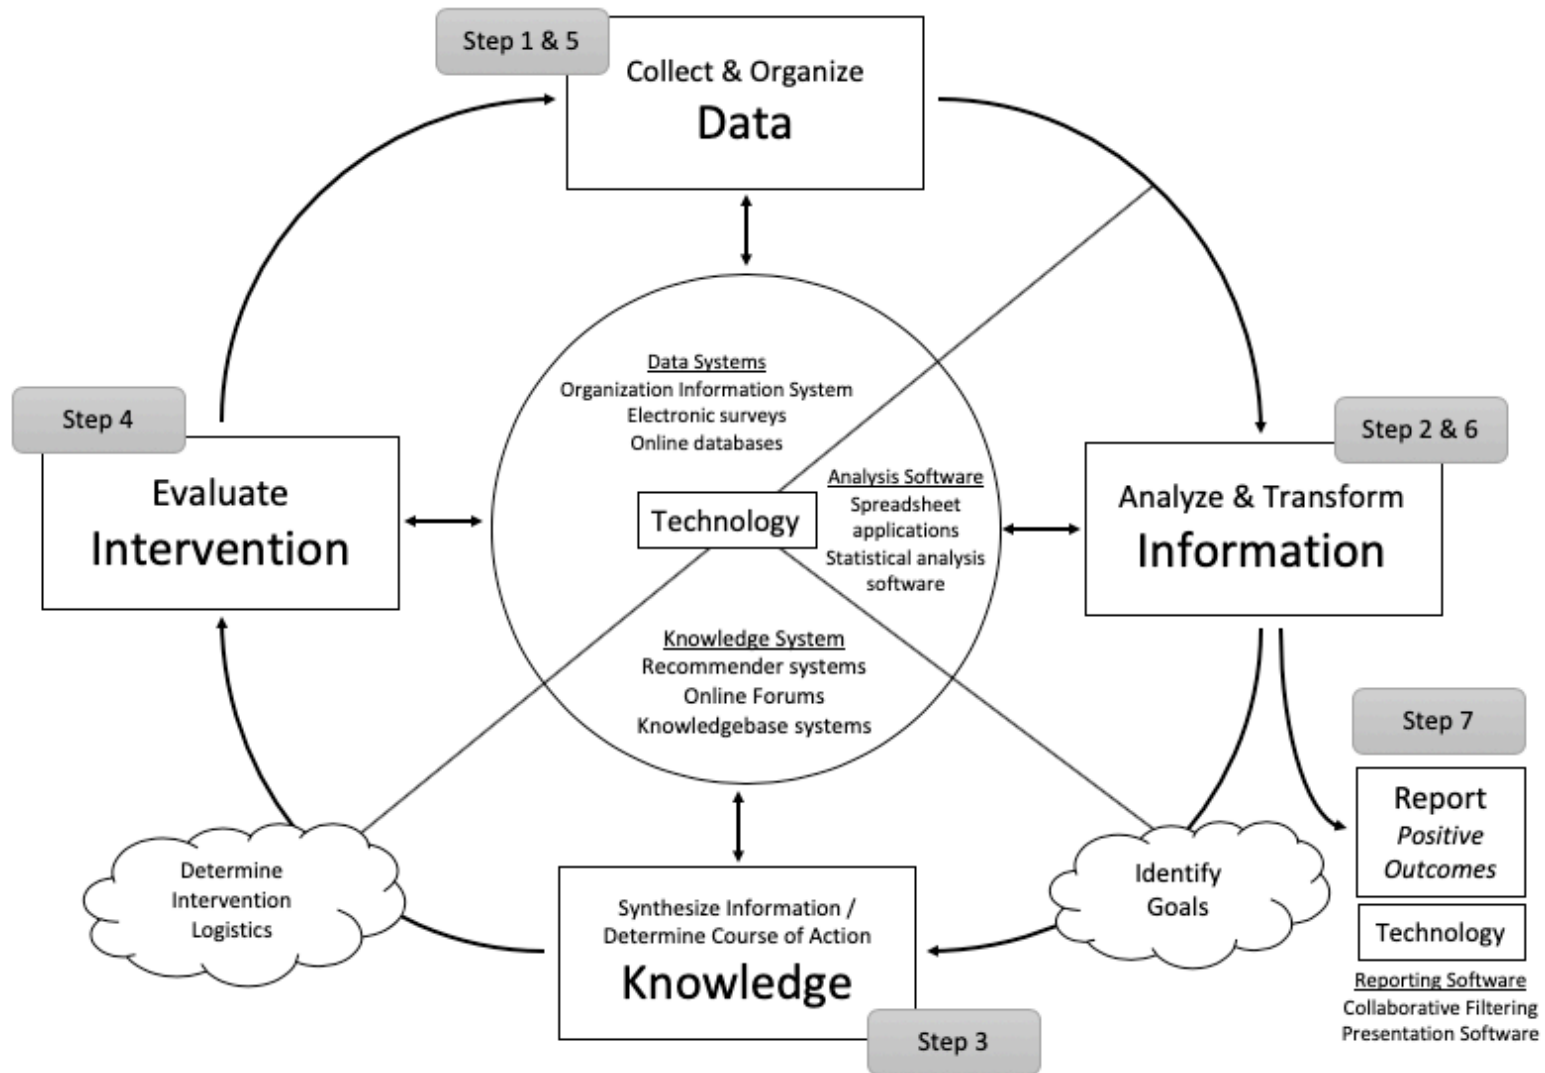 Step 1 & 5
Collect & Organize
Data
Data Systems
Organization Information System
Electronic surveys
Online databases
Step 4
Evaluate
Intervention
Technology
Analysis Software
Spreadsheet
applications
Statistical analysis
software
Step 2 & 6
Analyze & Transform
Information
Knowledge System
Recommender systems
Online Forums
Knowledgebase systems
Step 7
Report
Positive
Outcomes
Technology
Reporting Software
Collaborative Filtering
Presentation Software
Determine
Intervention
Logistics
Synthesize Information /
Determine Course of Action
Knowledge
Step 3
Identify
Goals